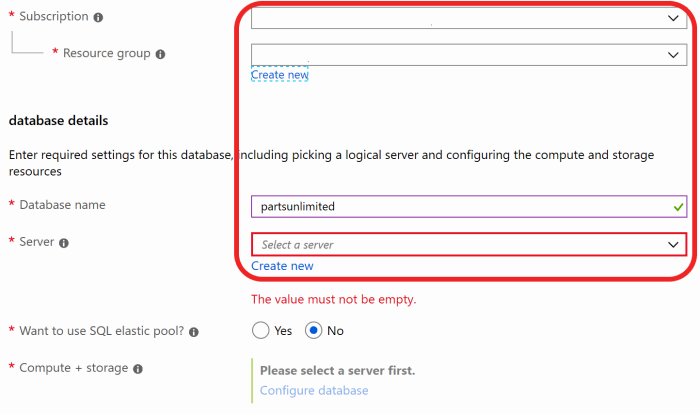 * Subscription
* Resource group
Create new
database details
Enter required settings for this database, including picking a logical server and configuring the compute and storage
resources
* Database name
partsunlimited
* Server
Select a server
Create new
The value must not be empty.
* Want to use SQL elastic pool?
Yes
No
* Compute + storage
Please select a server first.
Configure database